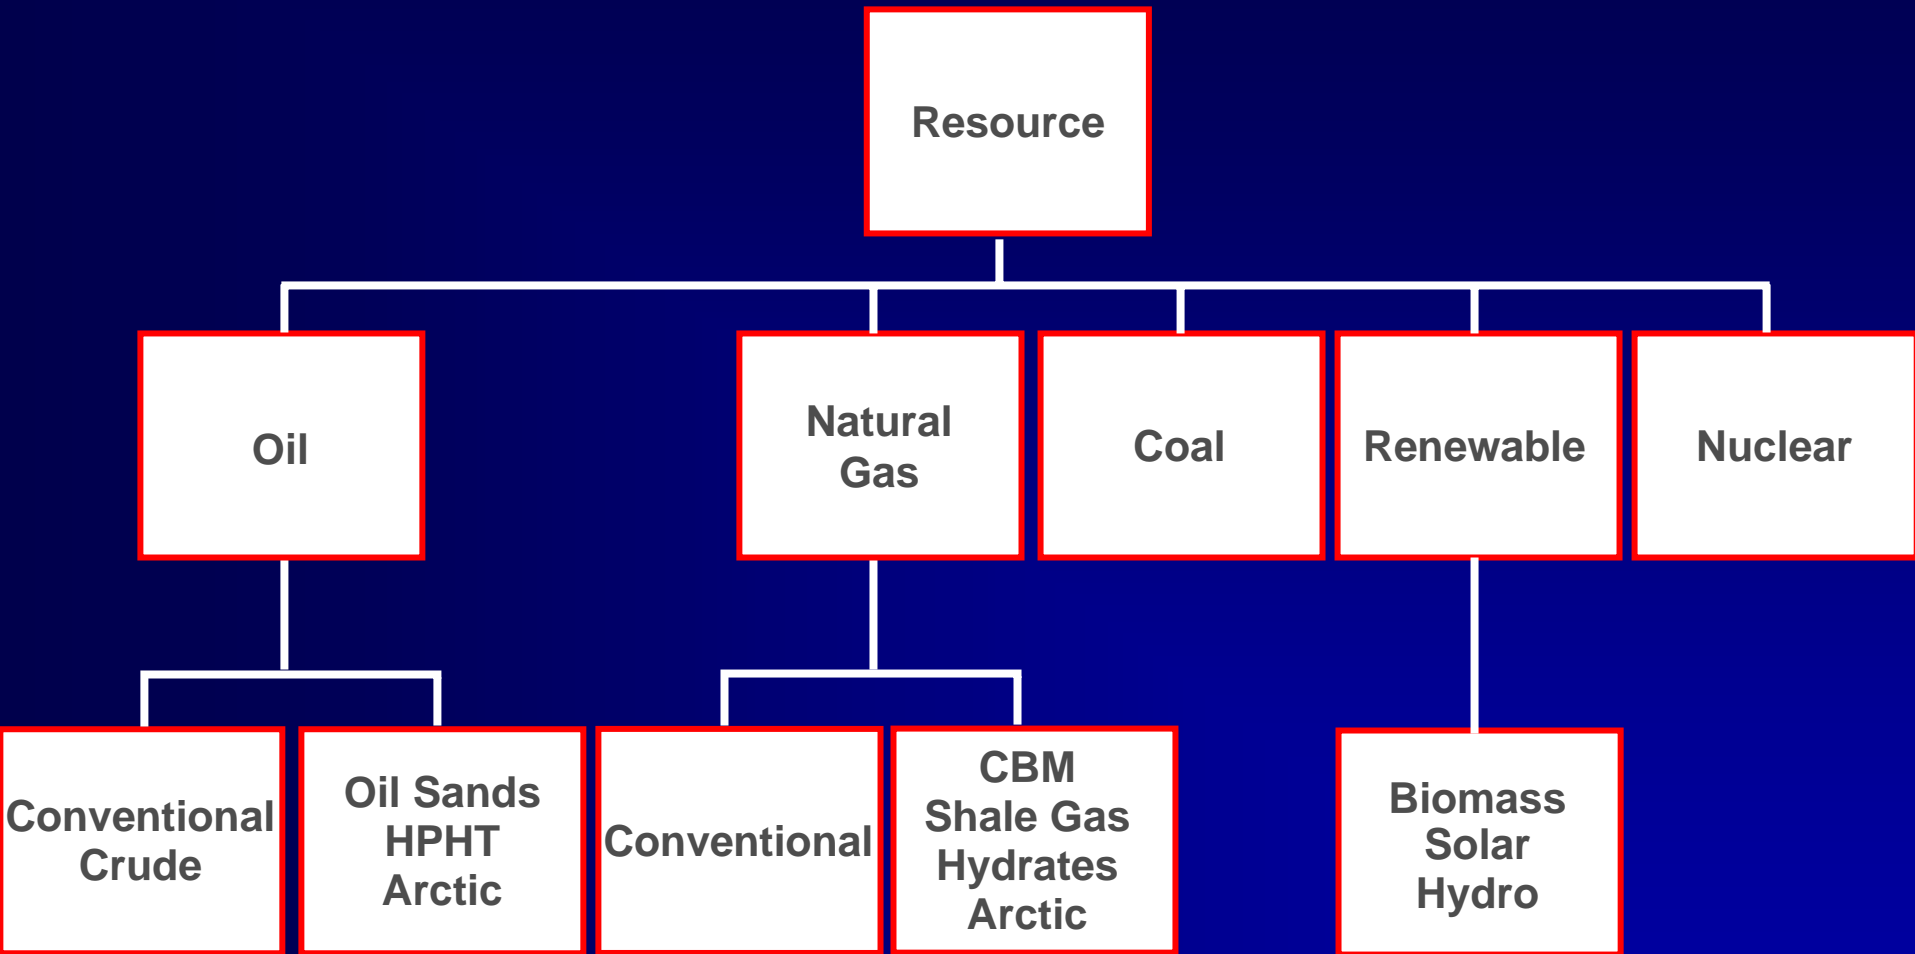 Resource
Oil
Natural
Gas
Coal
Renewable
Nuclear
Conventional
Crude
Oil Sands
HPHT
Arctic
Conventional
CBM
Shale Gas
Hydrates
Arctic
Biomass
Solar
Hydro